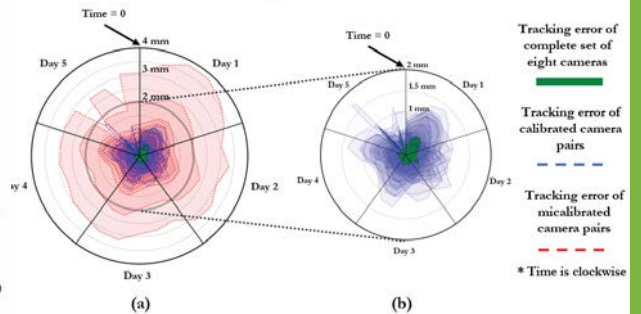 Time = 0
4 mm
3 mm
2 mm
Day 5
Day 1
y 4
Day 2
Day 3
(a)
Time = 0
2 mm
1.5 mm
1 mm
Day 5
Day 1
Day 4
Day 2
Day 3
(b)
Tracking error of
complete set of
eight cameras
Tracking error of
calibrated camera
pairs
Tracking error of
micalibrated
camera pairs
* Time is clockwise
)